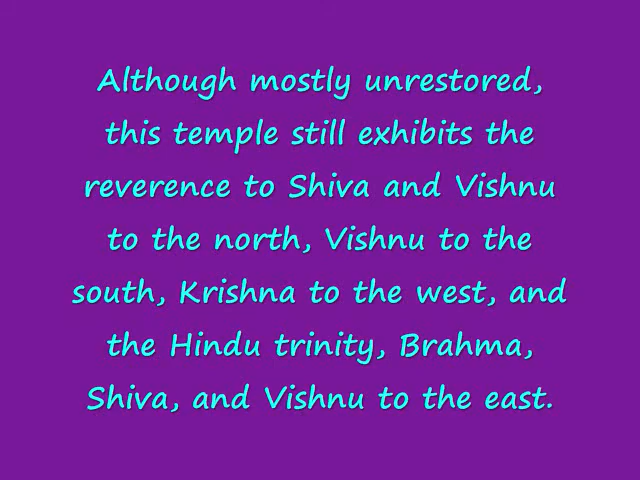 Although mostly unrestored,
this temple still exhibits the
reverence to Shiva and Vishnu
to the north, Vishnu to the
south, Krishna to the west, and
the Hindu trinity, Brahma,
Shiva, and Vishnu to the east.